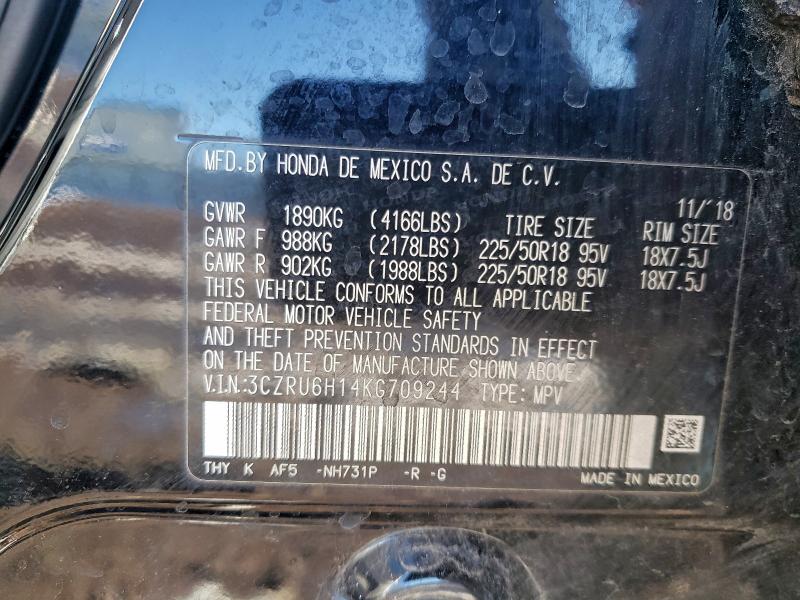 MFD.BY HONDA DE MEXICO S.A. DE C.V.
11/'18
GVWR 1890KG (4166LBS) TIRE SIZE RIM SIZE
GAWR F 988KG (2178LBS) 225/50R18 95V 18X7.5J
GAWR R 902KG (1988LBS) 225/50R18 95V 18X7.5J
THIS VEHICLE CONFORMS TO ALL APPLICABLE
FEDERAL MOTOR VEHICLE SAFETY
AND THEFT PREVENTION STANDARDS IN EFFECT
ON THE DATE OF MANUFACTURE SHOWN ABOVE.
V.I.N:3CZRU6H14KG709244 TYPE: MPV
THY K AF5 -NH731P -R -G
MADE IN MEXICO